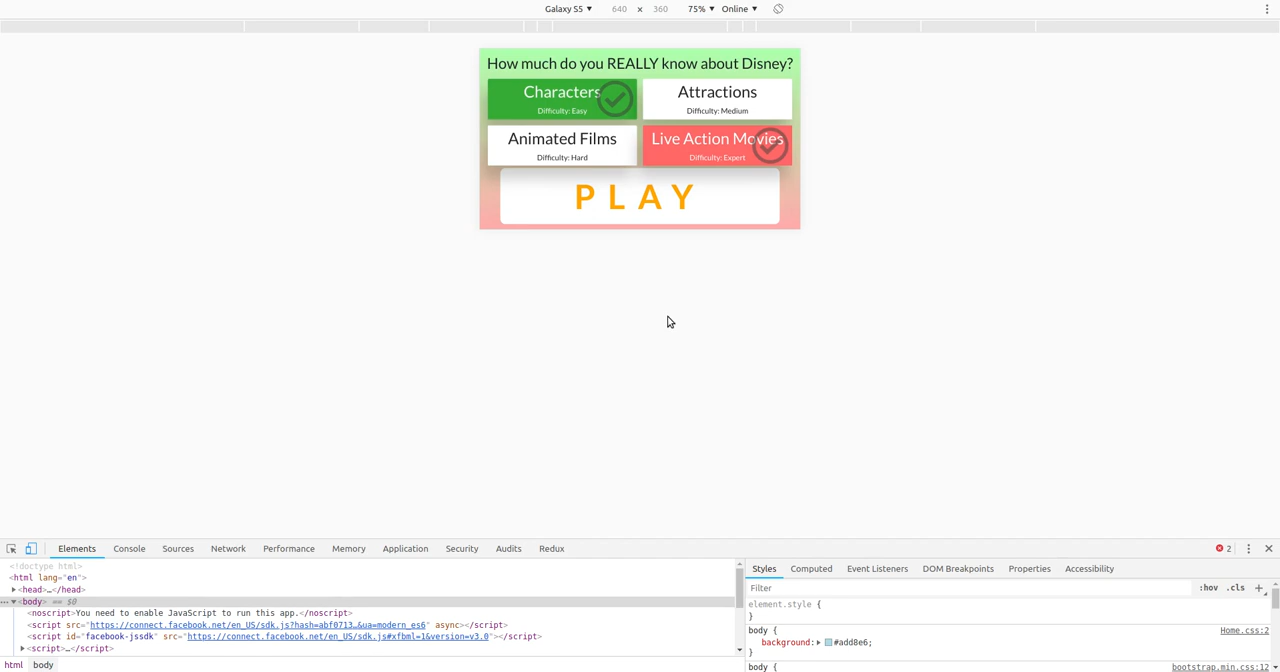 Galaxy S5 ▼ 640 × 360 75% ▼ Online ▼
How much do you REALLY know about Disney?
Characters
Difficulty: Easy
Attractions
Difficulty: Medium
Animated Films
Difficulty: Hard
Live Action Movies
Difficulty: Expert
PLAY
Elements Console Sources Network Performance Memory Application Security Audits Redux 2
<!doctype html>
<html lang="en">
▶<head>…</head>
…▼<body> == $0
<noscript>You need to enable JavaScript to run this app.</noscript>
<script src="https://connect.facebook.net/en_US/sdk.js?hash=abf0713…&ua=modern_es6" async></script>
<script id="facebook-jssdk" src="https://connect.facebook.net/en_US/sdk.js#xfbml=1&version=v3.0"></script>
▶<script>…</script>
html body
Styles Computed Event Listeners DOM Breakpoints Properties Accessibility
Filter :hov .cls +
element.style {
}
body { Home.css:2
background:▶ #add8e6;
}
body { bootstrap.min.css:12